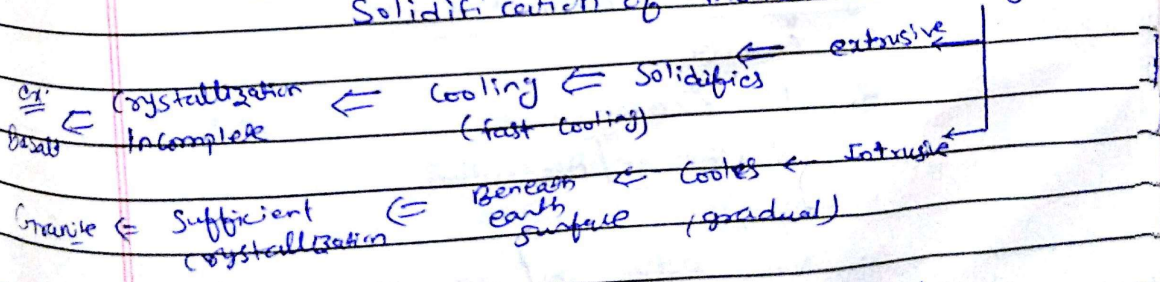 Solidification of
extrusive
ex: Crystallization ⇐ Cooling ⇐ Solidifies ⇐
Basalt ⇐ Incomplete (fast Cooling)
Granite ⇐ Sufficient ⇐ Beneath ⇐ Cooles ← Intrusive
Crystallization earth surface (gradual)